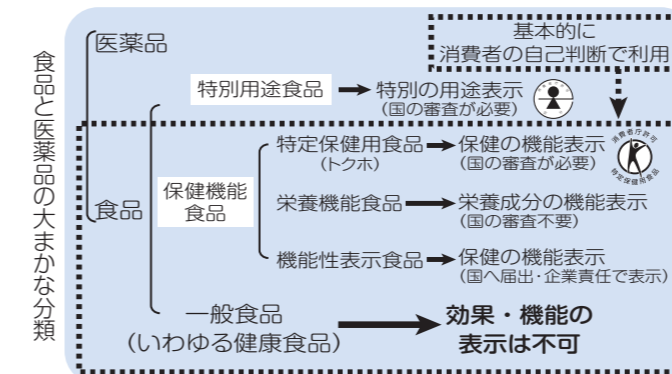 食品と医薬品の大まかな分類
医薬品
基本的に
消費者の自己判断で利用
特別用途食品
特別の用途表示
(国の審査が必要)
食品
保健機能
食品
特定保健用食品
(トクホ)
保健の機能表示
(国の審査が必要)
消費者庁許可
特定保健用食品
栄養機能食品
栄養成分の機能表示
(国の審査不要)
機能性表示食品
保健の機能表示
(国へ届出・企業責任で表示)
一般食品
(いわゆる健康食品)
効果・機能の
表示は不可